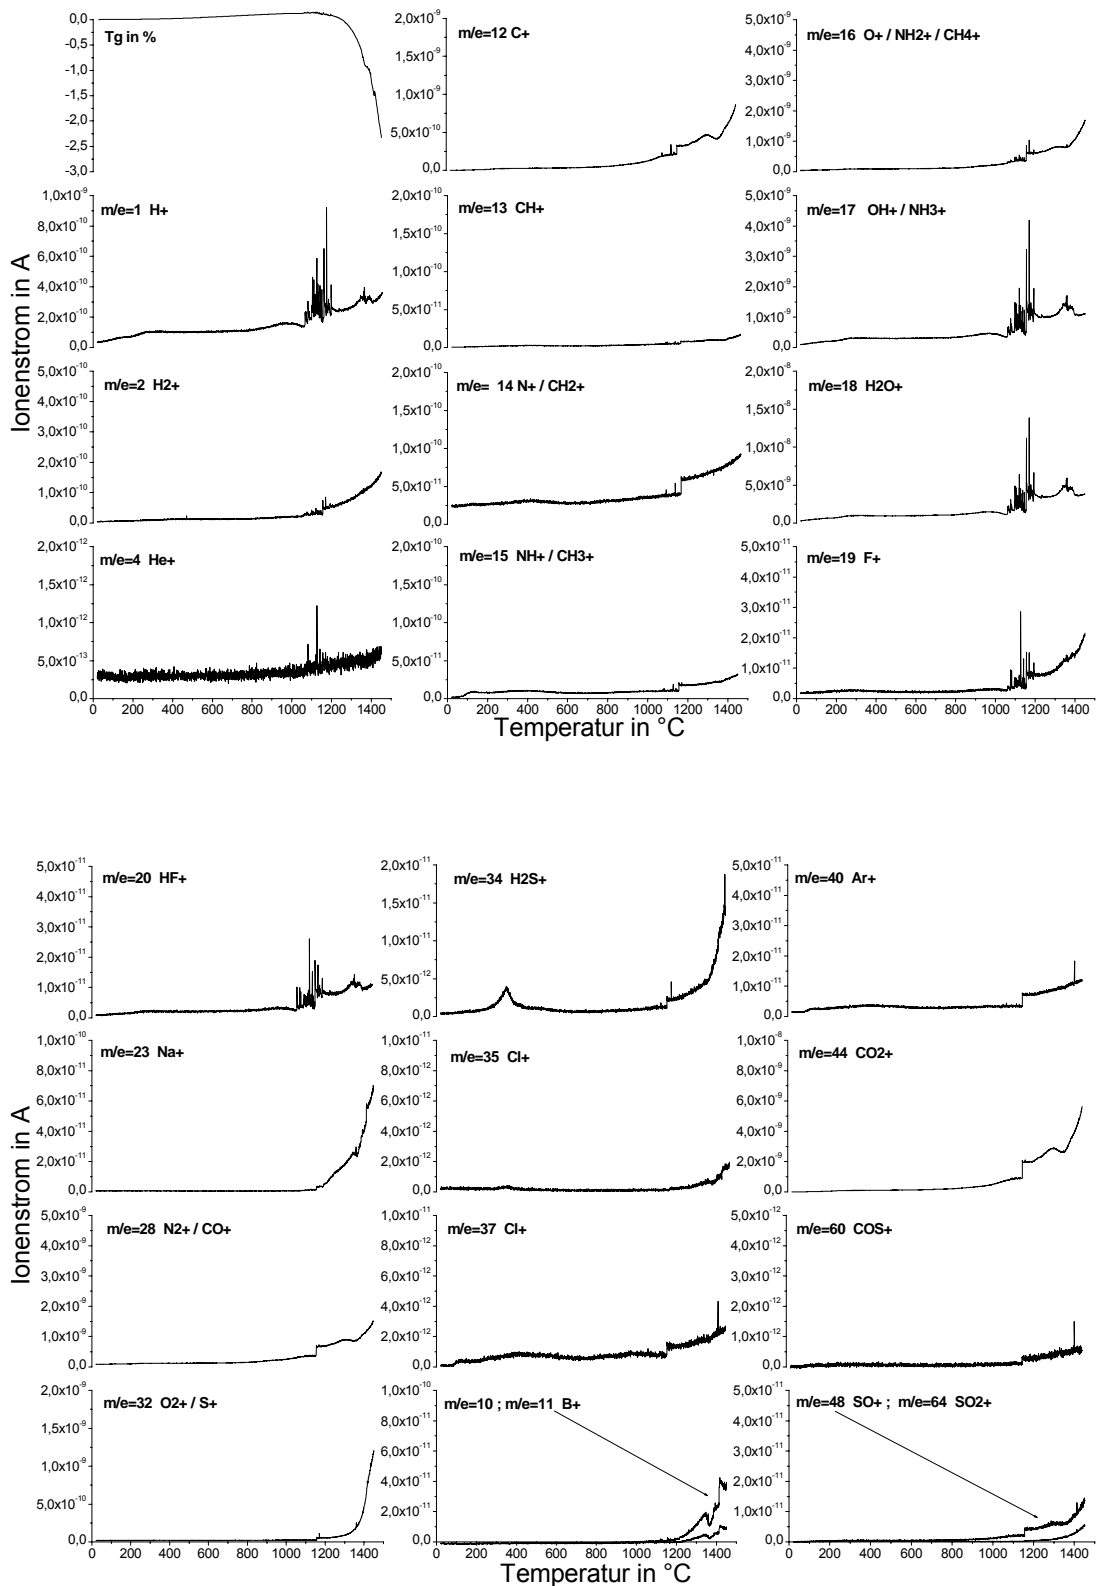 Tg in %
0,0
-0,5
-1,0
-1,5
-2,0
-2,5
-3,0
m/e=12 C+
2,0x10-9
1,5x10-9
1,0x10-9
5,0x10-10
0,0
m/e=16 O+ / NH2+ / CH4+
5,0x10-9
4,0x10-9
3,0x10-9
2,0x10-9
1,0x10-9
0,0
Ionenstrom in A
m/e=1 H+
1,0x10-9
8,0x10-10
6,0x10-10
4,0x10-10
2,0x10-10
0,0
m/e=13 CH+
2,0x10-10
1,5x10-10
1,0x10-10
5,0x10-11
0,0
m/e=17 OH+ / NH3+
5,0x10-9
4,0x10-9
3,0x10-9
2,0x10-9
1,0x10-9
0,0
m/e=2 H2+
5,0x10-10
4,0x10-10
3,0x10-10
2,0x10-10
1,0x10-10
0,0
m/e= 14 N+ / CH2+
2,0x10-10
1,5x10-10
1,0x10-10
5,0x10-11
0,0
m/e=18 H2O+
2,0x10-8
1,5x10-8
1,0x10-8
5,0x10-9
0,0
m/e=4 He+
2,0x10-12
1,5x10-12
1,0x10-12
5,0x10-13
0,0
0 200 400 600 800 1000 1200 1400
m/e=15 NH+ / CH3+
2,0x10-10
1,5x10-10
1,0x10-10
5,0x10-11
0,0
0 200 400 600 800 1000 1200 1400
m/e=19 F+
5,0x10-11
4,0x10-11
3,0x10-11
2,0x10-11
1,0x10-11
0,0
0 200 400 600 800 1000 1200 1400
Temperatur in °C
m/e=20 HF+
5,0x10-11
4,0x10-11
3,0x10-11
2,0x10-11
1,0x10-11
0,0
m/e=34 H2S+
2,0x10-11
1,5x10-11
1,0x10-11
5,0x10-12
0,0
m/e=40 Ar+
5,0x10-11
4,0x10-11
3,0x10-11
2,0x10-11
1,0x10-11
0,0
Ionenstrom in A
m/e=23 Na+
1,0x10-10
8,0x10-11
6,0x10-11
4,0x10-11
2,0x10-11
0,0
m/e=35 Cl+
1,0x10-11
8,0x10-12
6,0x10-12
4,0x10-12
2,0x10-12
0,0
m/e=44 CO2+
1,0x10-8
8,0x10-9
6,0x10-9
4,0x10-9
2,0x10-9
0,0
m/e=28 N2+ / CO+
5,0x10-9
4,0x10-9
3,0x10-9
2,0x10-9
1,0x10-9
0,0
m/e=37 Cl+
1,0x10-11
8,0x10-12
6,0x10-12
4,0x10-12
2,0x10-12
0,0
m/e=60 COS+
5,0x10-12
4,0x10-12
3,0x10-12
2,0x10-12
1,0x10-12
0,0
m/e=32 O2+ / S+
2,0x10-9
1,5x10-9
1,0x10-9
5,0x10-10
0,0
0 200 400 600 800 1000 1200 1400
m/e=10 ; m/e=11 B+
1,0x10-10
8,0x10-11
6,0x10-11
4,0x10-11
2,0x10-11
0,0
0 200 400 600 800 1000 1200 1400
m/e=48 SO+ ; m/e=64 SO2+
5,0x10-11
4,0x10-11
3,0x10-11
2,0x10-11
1,0x10-11
0,0
0 200 400 600 800 1000 1200 1400
Temperatur in °C